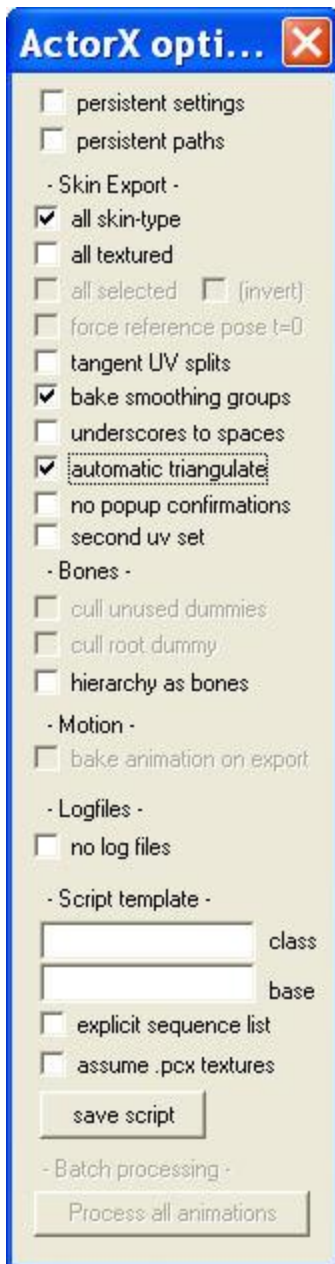 ActorX opti...
persistent settings
persistent paths
- Skin Export -
all skin-type
all textured
all selected (invert)
force reference pose t=0
tangent UV splits
bake smoothing groups
underscores to spaces
automatic triangulate
no popup confirmations
second uv set
- Bones -
cull unused dummies
cull root dummy
hierarchy as bones
- Motion -
bake animation on export
- Logfiles -
no log files
- Script template -
class
base
explicit sequence list
assume .pcx textures
save script
- Batch processing -
Process all animations